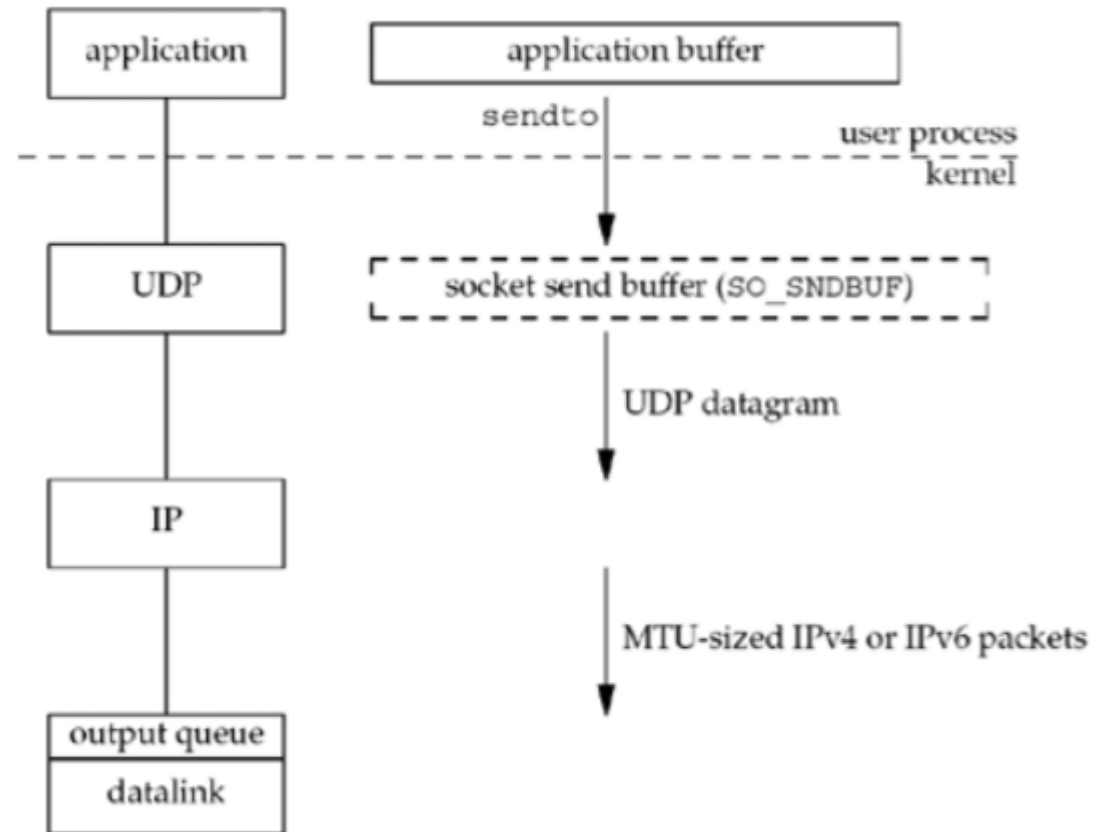 application
application buffer
sendto
user process
kernel
UDP
socket send buffer (SO_SNDBUF)
UDP datagram
IP
MTU-sized IPv4 or IPv6 packets
output queue
datalink